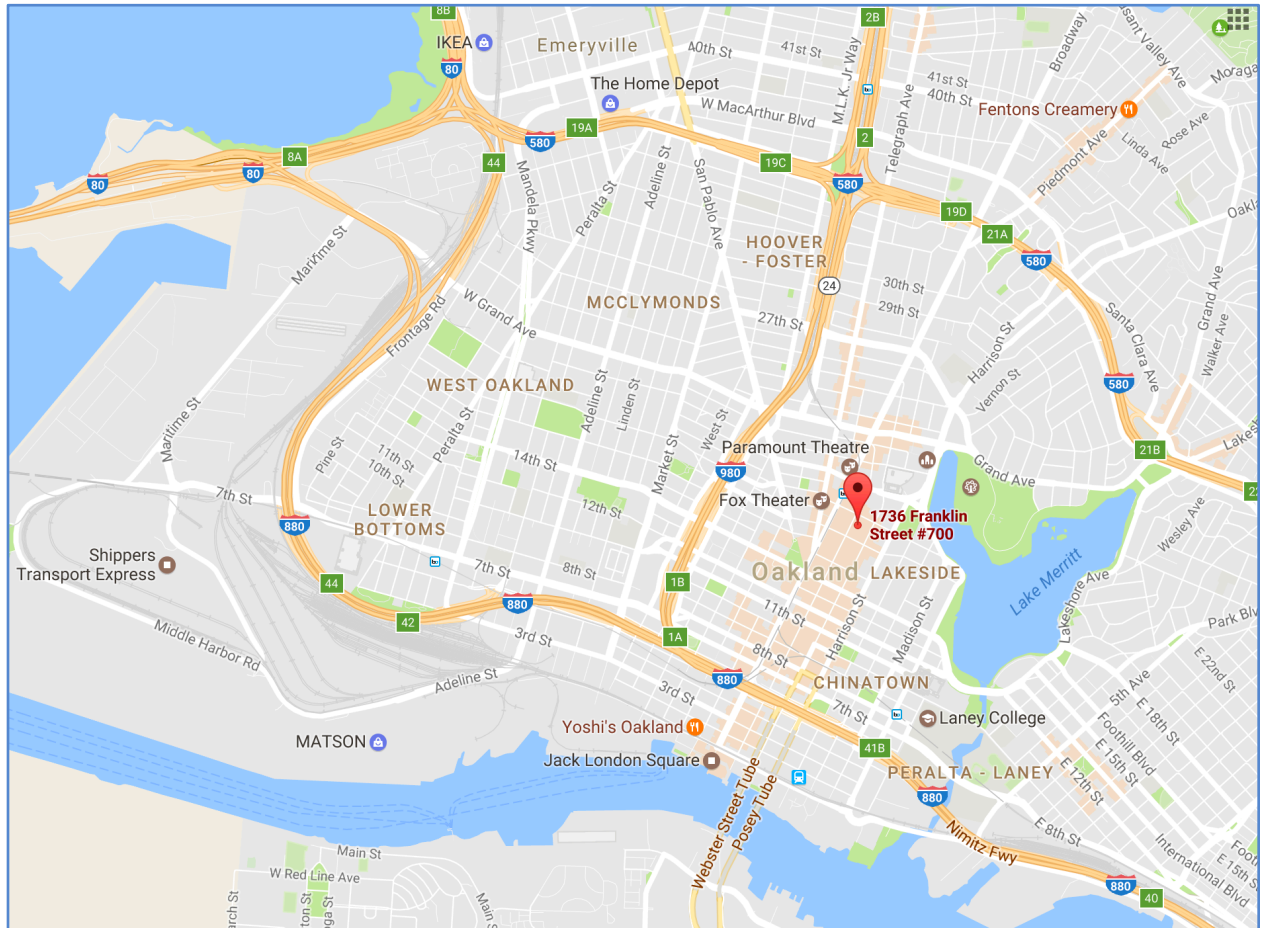 8B
2B
IKEA
Emeryville
40th St
41st St
M.L.K. Jr Way
Broadway
Pleasant Valley Ave
Moraga
80
The Home Depot
41st St
40th St
Telegraph Ave
Fentons Creamery
W MacArthur Blvd
Rose Ave
Linda Ave
Piedmont Ave
19A
580
2
8A
44
19C
80
80
580
Mandela Pkwy
Peralta St
Adeline St
San Pablo Ave
19D
21A
580
Maritime St
HOOVER
- FOSTER
24
30th St
29th St
27th St
MCCLYMONDS
W Grand Ave
Frontage Rd
Harrison St
Vernon St
Santa Clara Ave
Grand Ave
Walker Ave
WEST OAKLAND
580
Adeline St
Linden St
Maritime St
Peralta St
Pine St
11th St
10th St
14th St
Market St
West St
980
Paramount Theatre
Grand Ave
21B
7th St
12th St
Fox Theater
1736 Franklin
Street #700
880
LOWER
BOTTOMS
Wesley Ave
Shippers
Transport Express
7th St
8th St
Oakland
LAKESIDE
Lake Merritt
Lakeshore Ave
44
1B
880
42
11th St
Harrison St
Madison St
Park Blv
Middle Harbor Rd
3rd St
1A
8th St
E 22nd St
Adeline St
880
CHINATOWN
5th Ave
E 18th St
3rd St
7th St
Laney College
Foothill Blvd
E 15th St
Yoshi's Oakland
MATSON
Jack London Square
41B
PERALTA - LANEY
E 12th St
Webster Street Tube
Posey Tube
880
Nimitz Fwy
E 8th St
International Blvd
E 15th St
Main St
W Red Line Ave
Main S
880
40